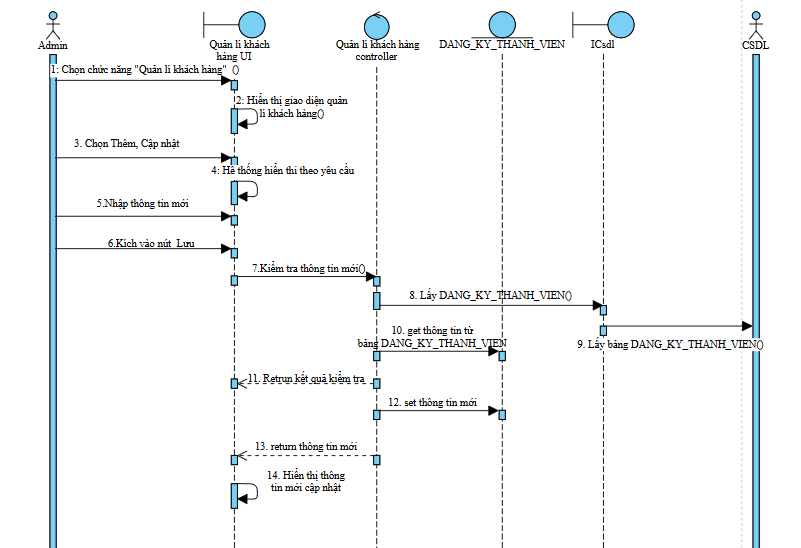 Admin
Quản lí khách
hàng UI
Quản lí khách hàng
controller
DANG_KY_THANH_VIEN
ICsdl
CSDL
1: Chọn chức năng "Quản lí khách hàng" ()
2: Hiển thị giao diện quản
lí khách hàng()
3. Chọn Thêm, Cập nhật
4: Hê thống hiển thi theo yêu cầu
5.Nhập thông tin mới
6.Kích vào nút Lưu
7.Kiểm tra thông tin mới()
8. Lấy DANG_KY_THANH_VIEN()
9. Lấy bảng DANG_KY_THANH_VIEN()
10. get thông tin từ
bảng DANG_KY_THANH_VIEN
11. Retrun kết quả kiểm tra
12. set thông tin mới
13. return thông tin mới
14. Hiển thị thông
tin mới cập nhật